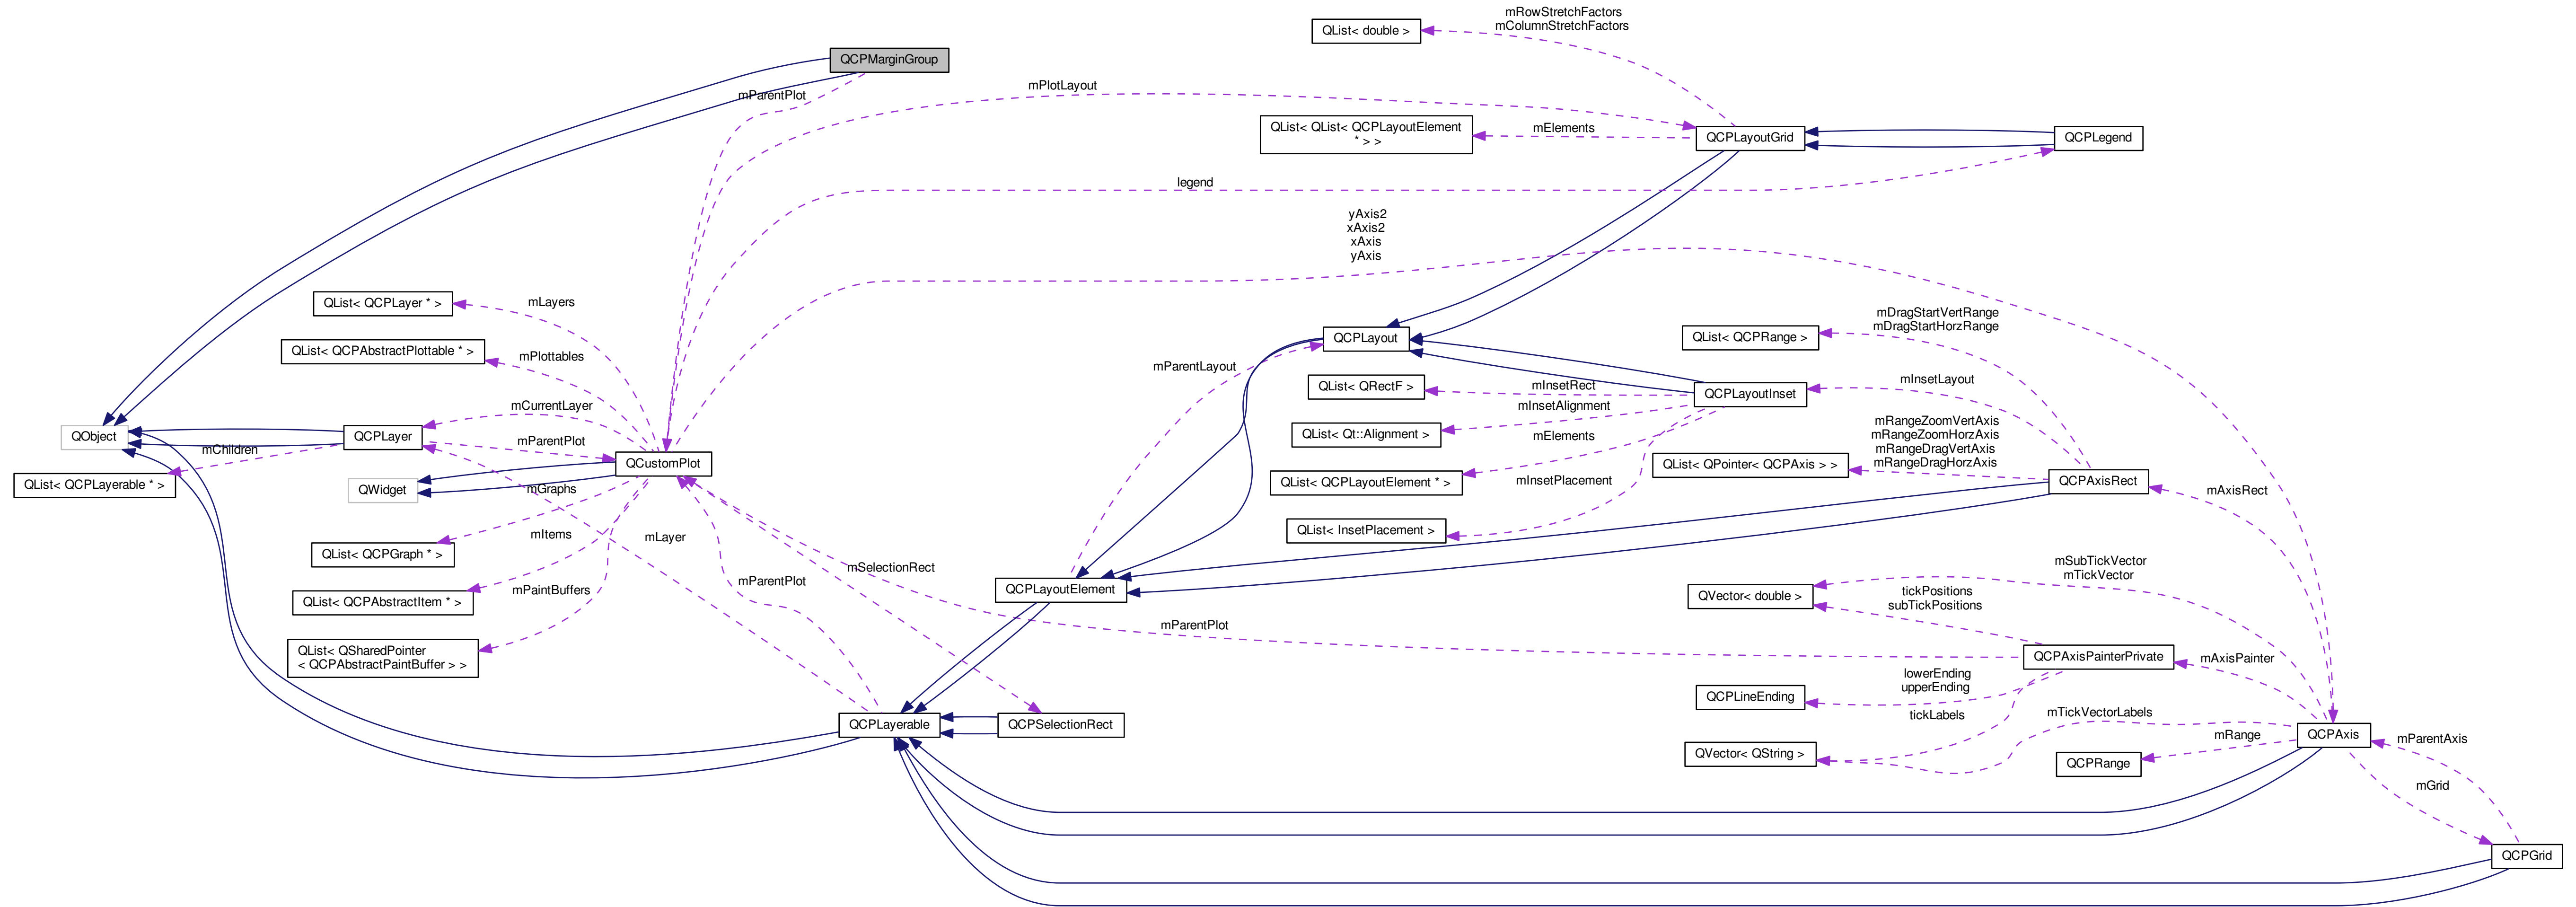 mRowStretchFactors
mColumnStretchFactors
QList< double >
QCPMarginGroup
mParentPlot
mPlotLayout
QList< QList< QCPLayoutElement
* > >
mElements
QCPLayoutGrid
QCPLegend
legend
yAxis2
xAxis2
xAxis
yAxis
QList< QCPLayer * >
mLayers
QList< QCPAbstractPlottable * >
mPlottables
QCPLayout
QList< QCPRange >
mDragStartVertRange
mDragStartHorzRange
mParentLayout
QList< QRectF >
mInsetRect
QCPLayoutInset
mInsetLayout
mCurrentLayer
mInsetAlignment
QObject
QCPLayer
mParentPlot
QList< Qt::Alignment >
mElements
mRangeZoomVertAxis
mRangeZoomHorzAxis
mRangeDragVertAxis
mRangeDragHorzAxis
mChildren
QCustomPlot
QList< QPointer< QCPAxis > >
QList< QCPLayerable * >
QWidget
mGraphs
QList< QCPLayoutElement * >
mInsetPlacement
QCPAxisRect
mAxisRect
QList< InsetPlacement >
QList< QCPGraph * >
mItems
mLayer
mSelectionRect
mParentPlot
QCPLayoutElement
mSubTickVector
mTickVector
QList< QCPAbstractItem * >
mPaintBuffers
QVector< double >
tickPositions
subTickPositions
mParentPlot
QList< QSharedPointer
< QCPAbstractPaintBuffer > >
QCPAxisPainterPrivate
mAxisPainter
lowerEnding
upperEnding
QCPLineEnding
tickLabels
mTickVectorLabels
QCPLayerable
QCPSelectionRect
QCPAxis
mParentAxis
mRange
QVector< QString >
QCPRange
mGrid
QCPGrid